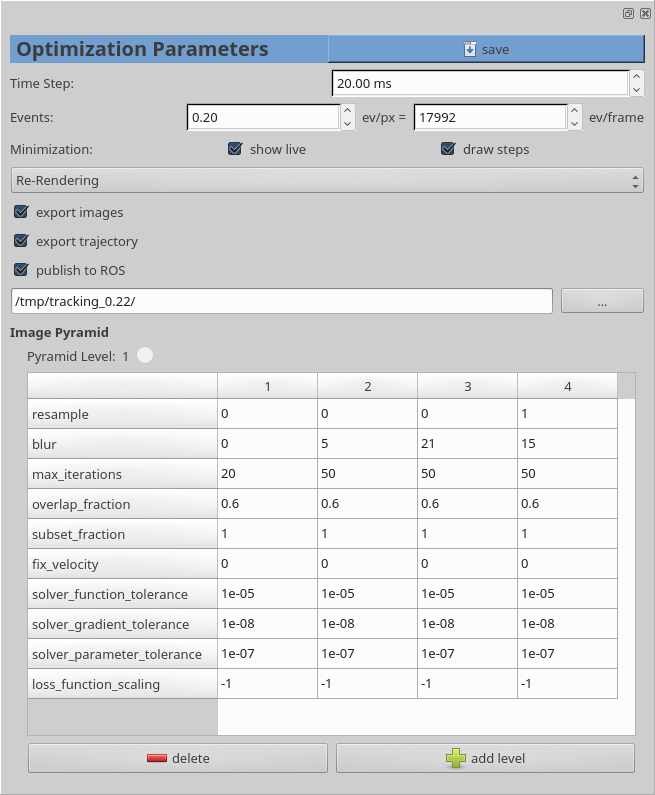 Optimization Parameters save
Time Step: 20.00 ms
Events: 0.20 ev/px = 17992 ev/frame
Minimization: show live draw steps
Re-Rendering
export images
export trajectory
publish to ROS
/tmp/tracking_0.22/ ...
Image Pyramid
Pyramid Level: 1
1 2 3 4
resample 0 0 0 1
blur 0 5 21 15
max_iterations 20 50 50 50
overlap_fraction 0.6 0.6 0.6 0.6
subset_fraction 1 1 1 1
fix_velocity 0 0 0 0
solver_function_tolerance 1e-05 1e-05 1e-05 1e-05
solver_gradient_tolerance 1e-08 1e-08 1e-08 1e-08
solver_parameter_tolerance 1e-07 1e-07 1e-07 1e-07
loss_function_scaling -1 -1 -1 -1
delete add level